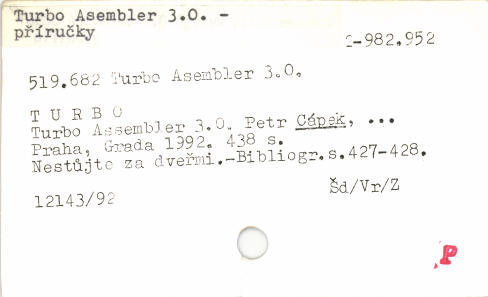 Turbo Asembler 3.0. -
příručky
2-982.952
519.682 Turbo Asembler 3.0.
T U R B O
Turbo Assembler 3.0. Petr Cápek, ...
Praha, Grada 1992. 438 s.
Nestůjte za dveřmi.-Bibliogr.s.427-428.
12143/92
Šd/Vr/Z
P